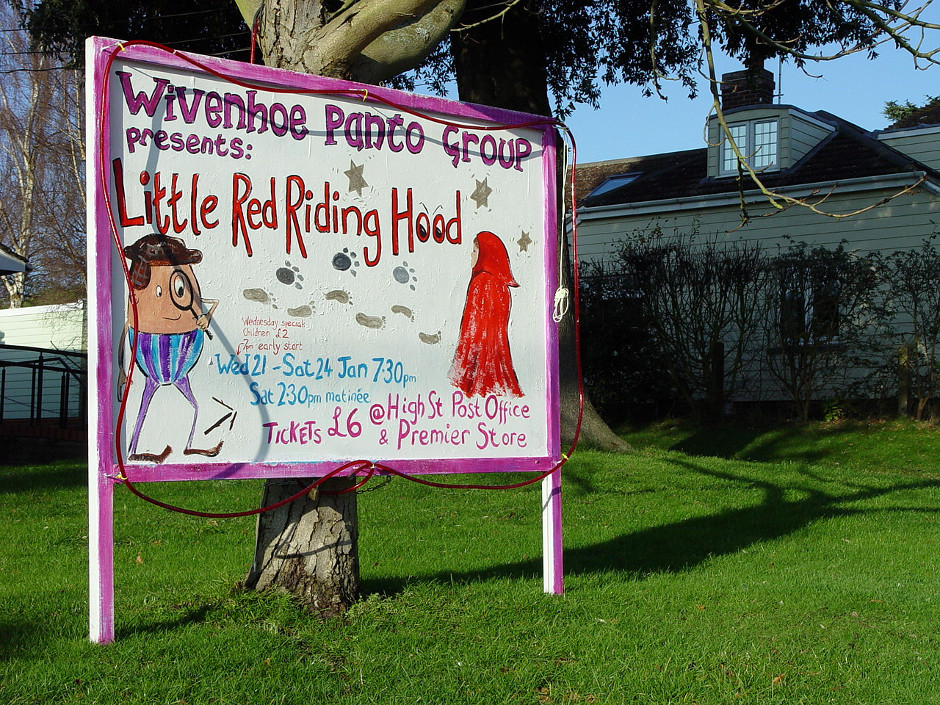 Wivenhoe Panto Group
presents:
Little Red Riding Hood
Wednesday special:
Children £2
7pm early start
Wed 21 - Sat 24 Jan 7·30pm
Sat 2·30pm matinée
Tickets £6 @ High St Post Office
& Premier Store